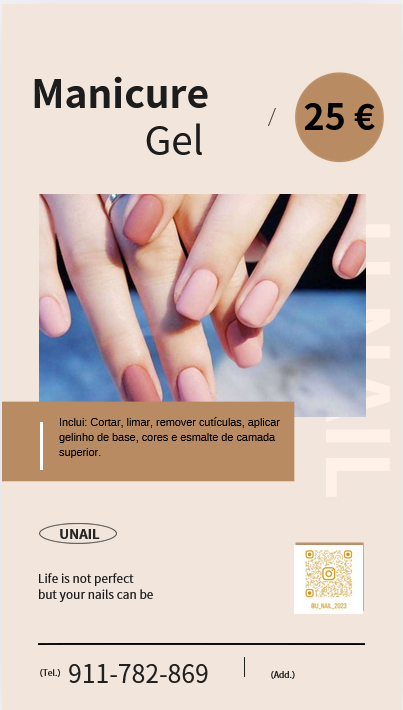 Manicure
Gel
/
25 €
UNAIL
Inclui: Cortar, limar, remover cutículas, aplicar
gelinho de base, cores e esmalte de camada
superior.
UNAIL
Life is not perfect
but your nails can be
@U_NAIL_2023
(Tel.) 911-782-869
(Add.)